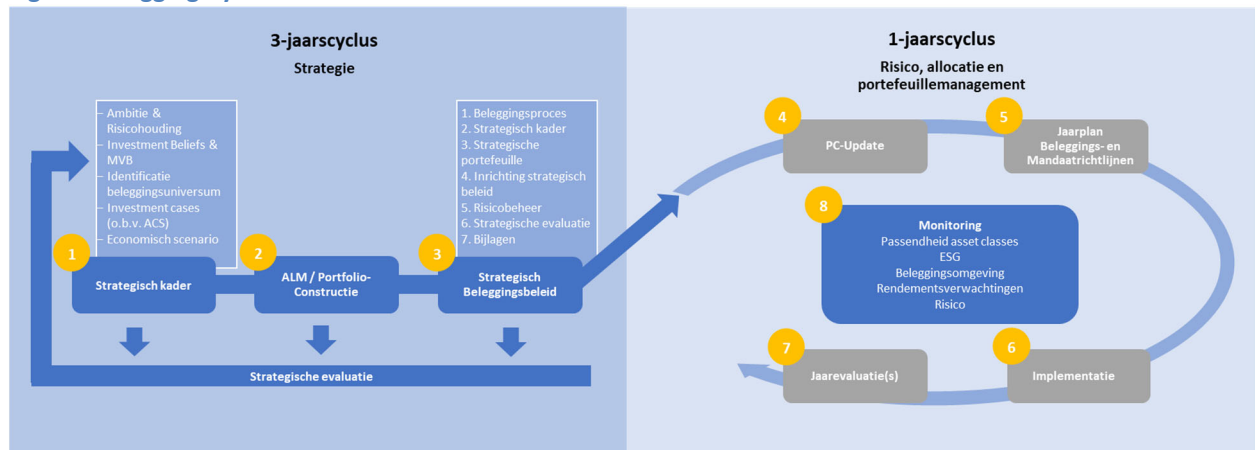 3-jaarscyclus
Strategie
– Ambitie &
Risicohouding
– Investment Beliefs &
MVB
– Identificatie
beleggingsuniversum
– Investment cases
(o.b.v. ACS)
– Economisch scenario
1. Beleggingsproces
2. Strategisch kader
3. Strategische
portefeuille
4. Inrichting strategisch
beleid
5. Risicobeheer
6. Strategische evaluatie
7. Bijlagen
1
Strategisch kader
2
ALM / Portfolio-
Constructie
3
Strategisch
Beleggingsbeleid
Strategische evaluatie
1-jaarscyclus
Risico, allocatie en
portefeuillemanagement
4
PC-Update
5
Jaarplan
Beleggings- en
Mandaatrichtlijnen
8
Monitoring
Passendheid asset classes
ESG
Beleggingsomgeving
Rendementsverwachtingen
Risico
7
Jaarevaluatie(s)
6
Implementatie